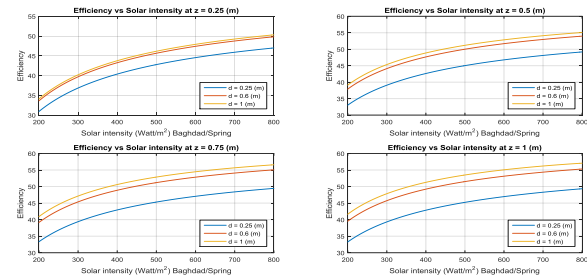 Efficiency vs Solar intensity at z = 0.25 (m)
55
50
45
40
35
30
Efficiency
200 300 400 500 600 700 800
Solar intensity (Watt/m²) Baghdad/Spring
d = 0.25 (m)
d = 0.6 (m)
d = 1 (m)
Efficiency vs Solar intensity at z = 0.5 (m)
60
55
50
45
40
35
30
Efficiency
200 300 400 500 600 700 800
Solar intensity (Watt/m²) Baghdad/Spring
d = 0.25 (m)
d = 0.6 (m)
d = 1 (m)
Efficiency vs Solar intensity at z = 0.75 (m)
60
55
50
45
40
35
30
Efficiency
200 300 400 500 600 700 800
Solar intensity (Watt/m²) Baghdad/Spring
d = 0.25 (m)
d = 0.6 (m)
d = 1 (m)
Efficiency vs Solar intensity at z = 1 (m)
60
55
50
45
40
35
30
Efficiency
200 300 400 500 600 700 800
Solar intensity (Watt/m²) Baghdad/Spring
d = 0.25 (m)
d = 0.6 (m)
d = 1 (m)